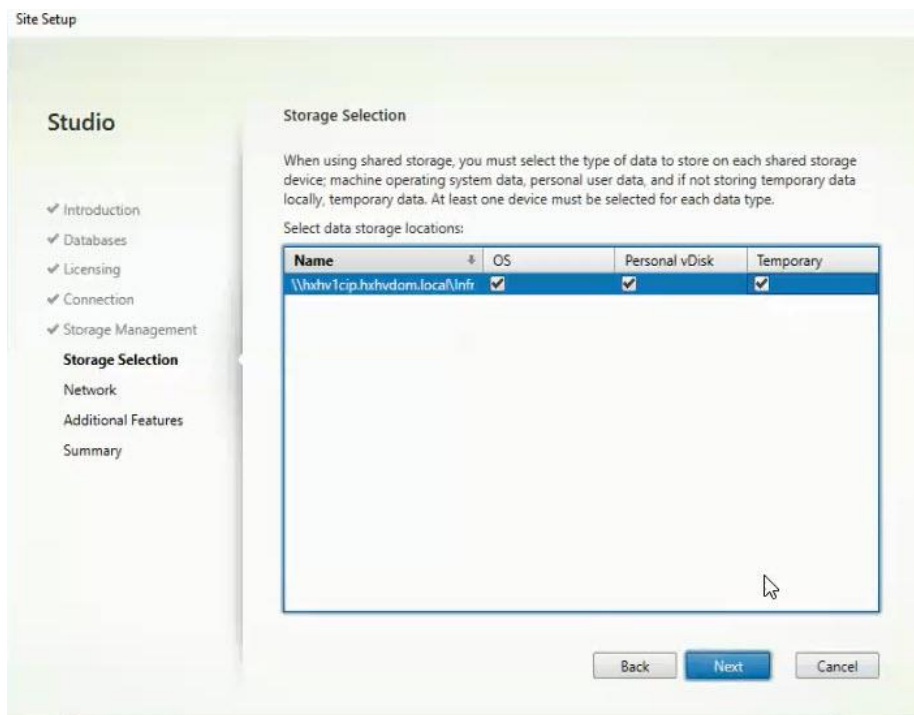 Site Setup
Studio
Introduction
Databases
Licensing
Connection
Storage Management
Storage Selection
Network
Additional Features
Summary
Storage Selection
When using shared storage, you must select the type of data to store on each shared storage
device; machine operating system data, personal user data, and if not storing temporary data
locally, temporary data. At least one device must be selected for each data type.
Select data storage locations:
Name OS Personal vDisk Temporary
\\hxhv1cip.hxhvdom.local\Infr
Back Next Cancel